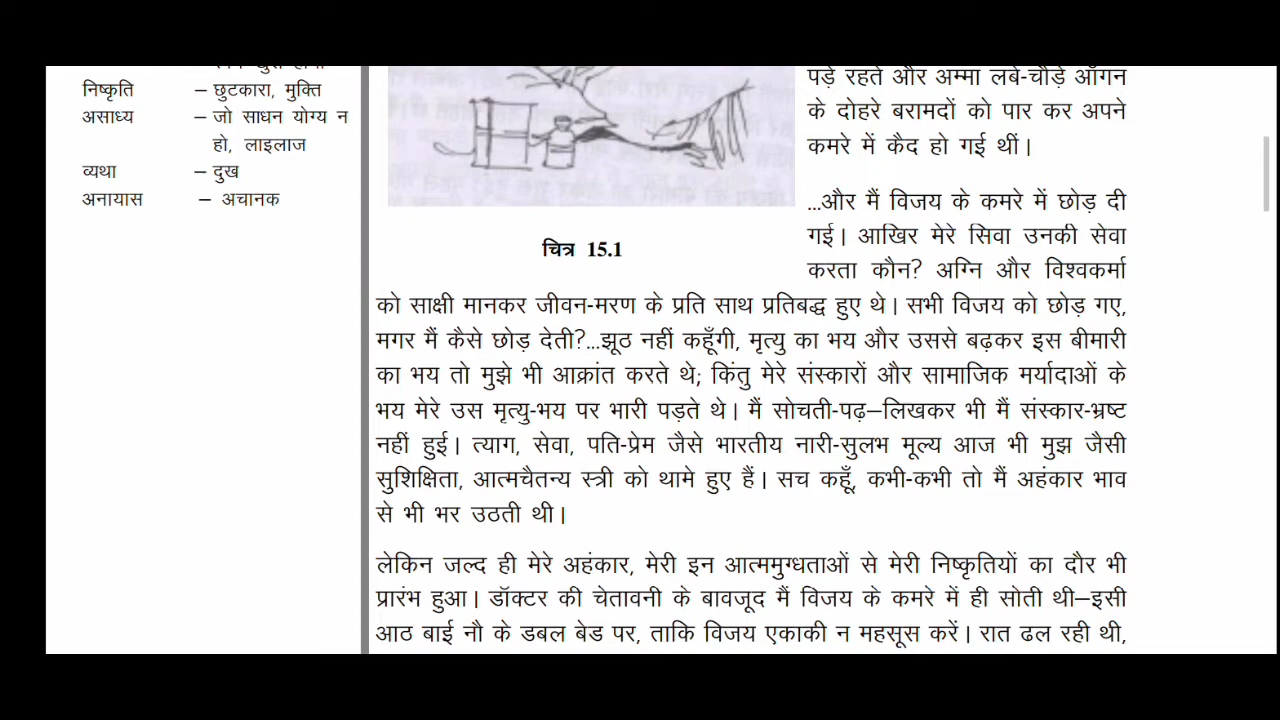 निष्कृति – छुटकारा, मुक्ति
असाध्य – जो साधन योग्य न
हो, लाइलाज
व्यथा – दुख
अनायास – अचानक
चित्र 15.1
पड़े रहते और अम्मा लंबे-चौड़े आँगन
के दोहरे बरामदों को पार कर अपने
कमरे में कैद हो गई थीं।
...और मैं विजय के कमरे में छोड़ दी
गई। आखिर मेरे सिवा उनकी सेवा
करता कौन? अग्नि और विश्वकर्मा
को साक्षी मानकर जीवन-मरण के प्रति साथ प्रतिबद्ध हुए थे। सभी विजय को छोड़ गए,
मगर मैं कैसे छोड़ देती?...झूठ नहीं कहूँगी, मृत्यु का भय और उससे बढ़कर इस बीमारी
का भय तो मुझे भी आक्रांत करते थे; किंतु मेरे संस्कारों और सामाजिक मर्यादाओं के
भय मेरे उस मृत्यु-भय पर भारी पड़ते थे। मैं सोचती-पढ़–लिखकर भी मैं संस्कार-भ्रष्ट
नहीं हुई। त्याग, सेवा, पति-प्रेम जैसे भारतीय नारी-सुलभ मूल्य आज भी मुझ जैसी
सुशिक्षिता, आत्मचैतन्य स्त्री को थामे हुए हैं। सच कहूँ, कभी-कभी तो मैं अहंकार भाव
से भी भर उठती थी।
लेकिन जल्द ही मेरे अहंकार, मेरी इन आत्ममुग्धताओं से मेरी निष्कृतियों का दौर भी
प्रारंभ हुआ। डॉक्टर की चेतावनी के बावजूद मैं विजय के कमरे में ही सोती थी–इसी
आठ बाई नौ के डबल बेड पर, ताकि विजय एकाकी न महसूस करें। रात ढल रही थी,